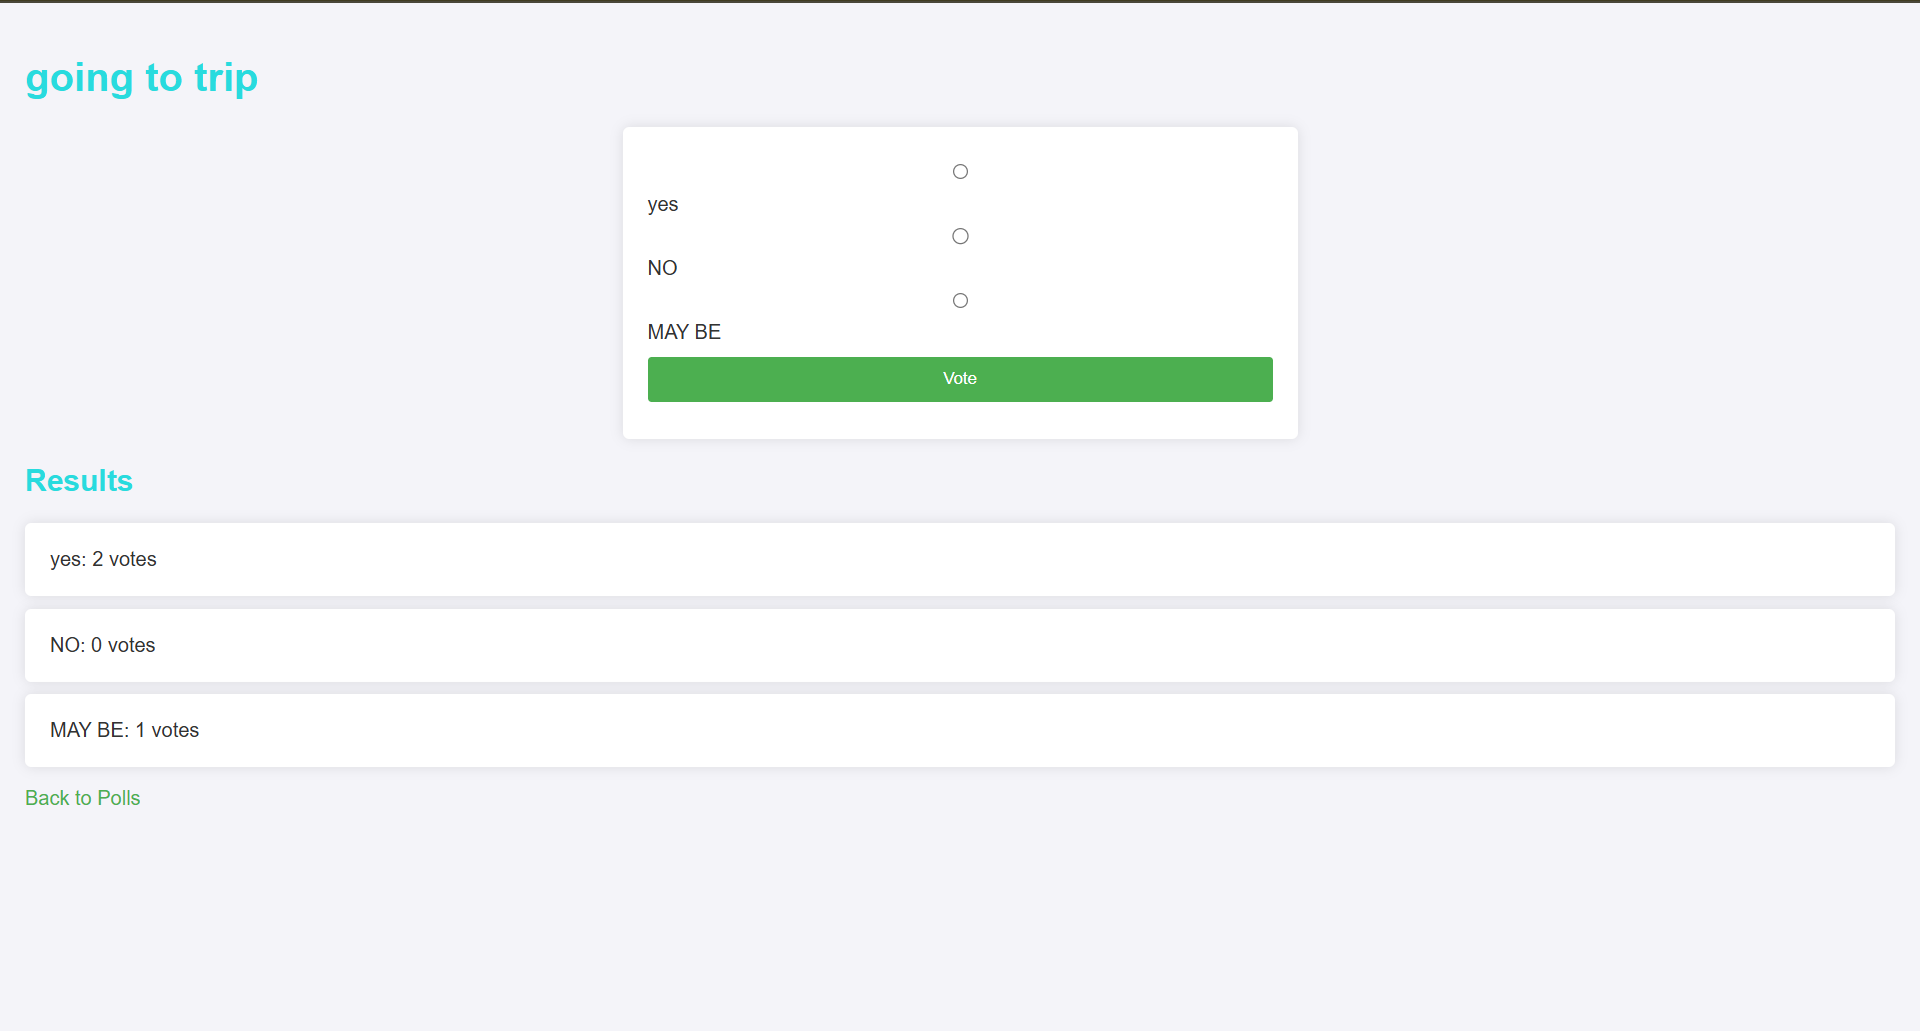 going to trip
yes
NO
MAY BE
Vote
Results
yes: 2 votes
NO: 0 votes
MAY BE: 1 votes
Back to Polls